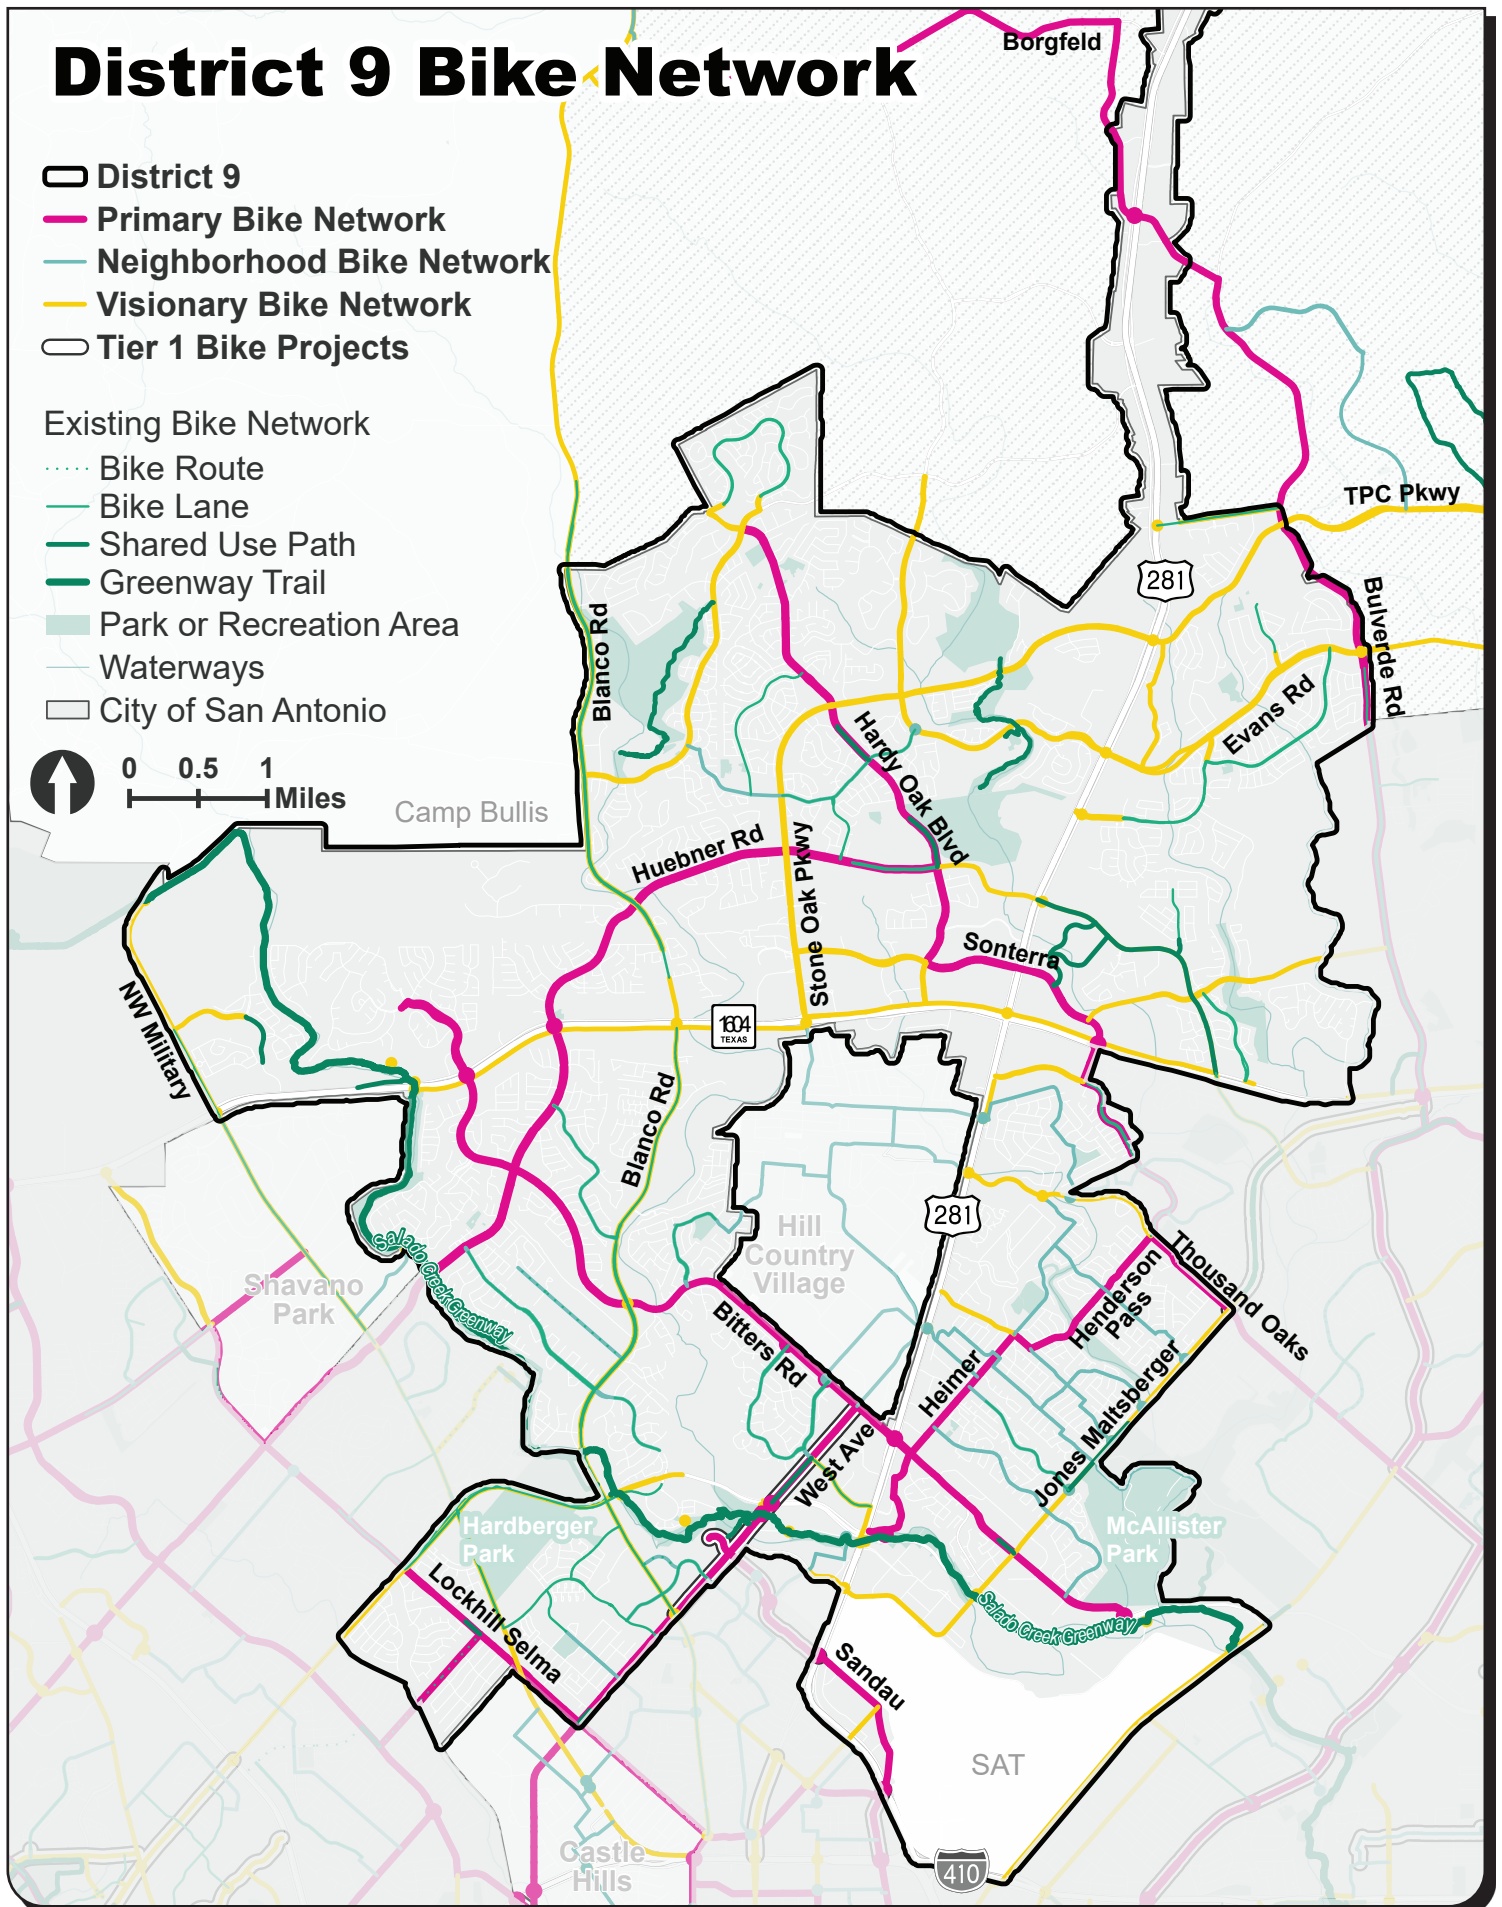 District 9 Bike Network
Borgfeld
District 9
Primary Bike Network
Neighborhood Bike Network
Visionary Bike Network
Tier 1 Bike Projects
Existing Bike Network
Bike Route
Bike Lane
Shared Use Path
Greenway Trail
Park or Recreation Area
Waterways
City of San Antonio
0 0.5 1
Miles
Camp Bullis
TPC Pkwy
281
Bulverde Rd
Blanco Rd
Evans Rd
Hardy Oak Blvd
Huebner Rd
Stone Oak Pkwy
Sonterra
NW Military
1604
TEXAS
Blanco Rd
281
Hill
Country
Village
Salado Creek Greenway
Shavano
Park
Thousand Oaks
Henderson
Pass
Bitters Rd
Heimer
Jones Maltsberger
West Ave
Hardberger
Park
McAllister
Park
Lockhill Selma
Salado Creek Greenway
Sandau
SAT
Castle
Hills
410